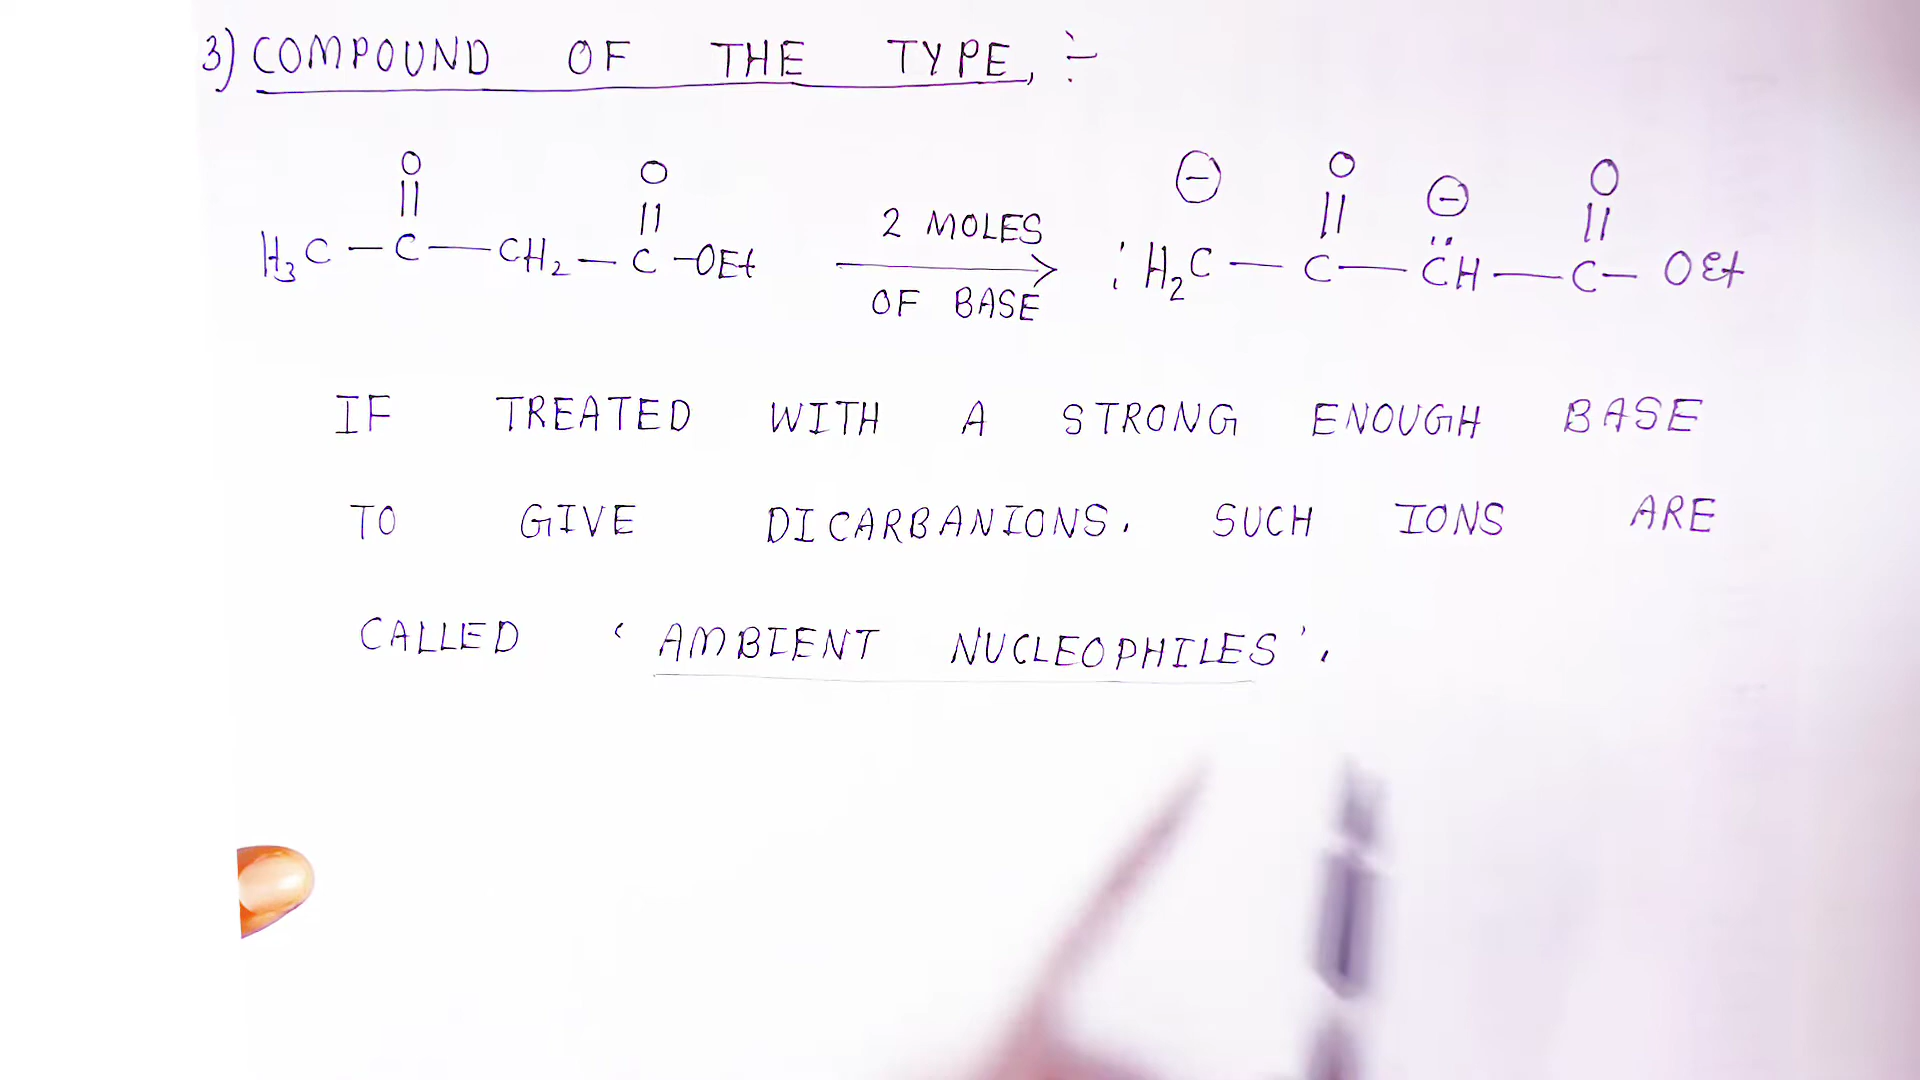 3) COMPOUND OF THE TYPE, :-
O O 2 MOLES ⊖ O ⊖ O
H₃C — C — CH₂ — C — OEt → : H₂C — C — C̈H — C — OEt
OF BASE
IF TREATED WITH A STRONG ENOUGH BASE
TO GIVE DICARBANIONS. SUCH IONS ARE
CALLED ‘AMBIENT NUCLEOPHILES’.